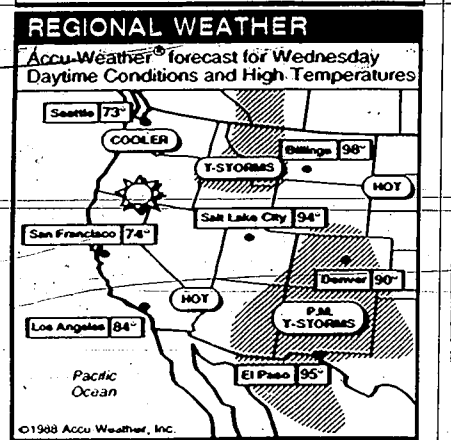 REGIONAL WEATHER
Accu-Weather® forecast for Wednesday
Daytime Conditions and High Temperatures
Seattle 73°
COOLER
T-STORMS
Billings 98°
HOT
Salt Lake City 94°
San Francisco 74°
Denver 90°
HOT
P.M.
T-STORMS
Los Angeles 84°
El Paso 95°
Pacific
Ocean
©1988 Accu Weather, Inc.